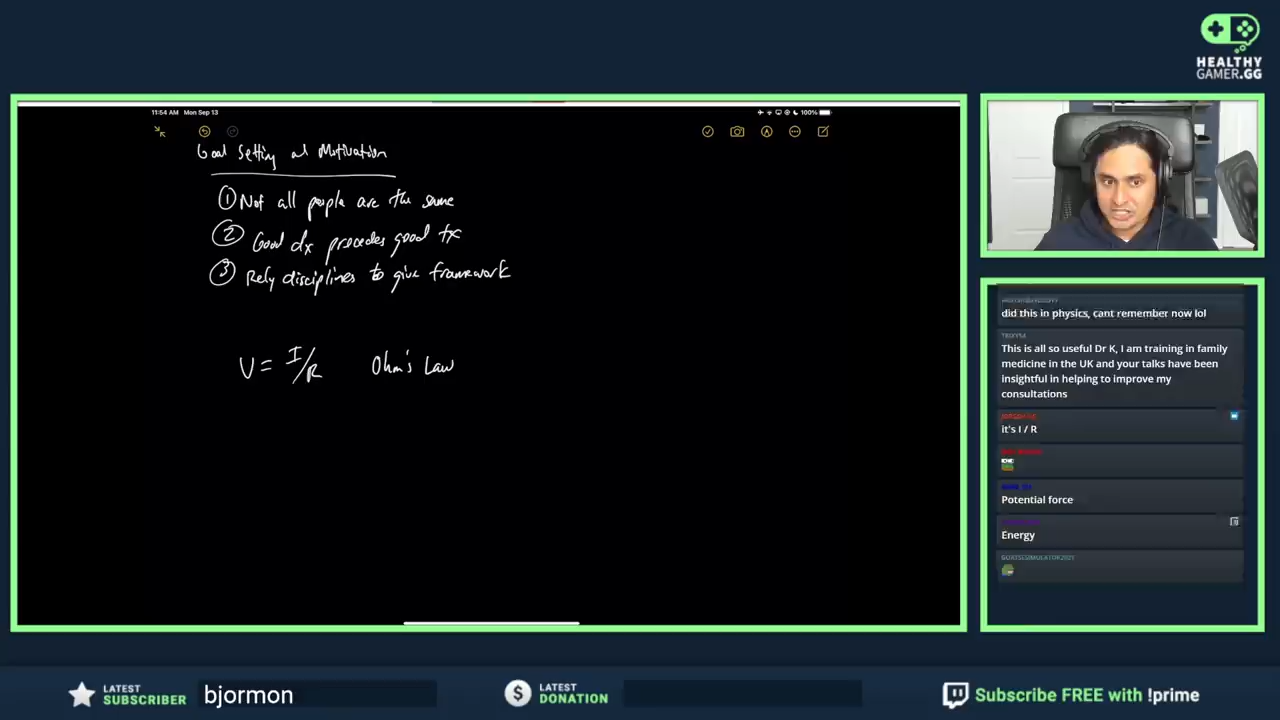 HEALTHY
GAMER.GG
11:54 AM Mon Sep 13
100%
Goal Setting and Motivation
① Not all people are the same
② Good dx precedes good tx
③ Rely disciplines to give framework
V = I/R Ohm's Law
did this in physics, cant remember now lol
This is all so useful Dr K, I am training in family
medicine in the UK and your talks have been
insightful in helping to improve my
consultations
it's I / R
Potential force
Energy
LATEST
SUBSCRIBER
bjormon
$
LATEST
DONATION
Subscribe FREE with !prime